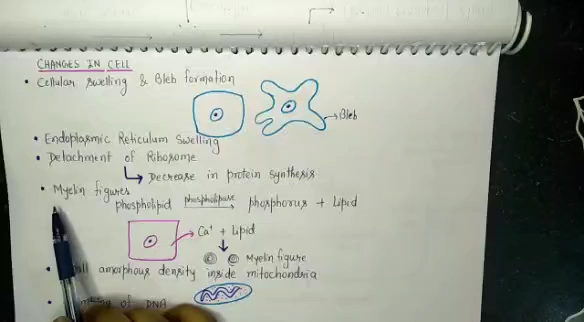 CHANGES IN CELL
• Cellular swelling & Bleb formation
Bleb
• Endoplasmic Reticulum Swelling
• Detachment of Ribosome
Decrease in protein synthesis
• Myelin figures
phospholipid phospholipase phosphorus + Lipid
Ca⁺ + Lipid
Myelin figure
amorphous density inside mitochondria
of DNA